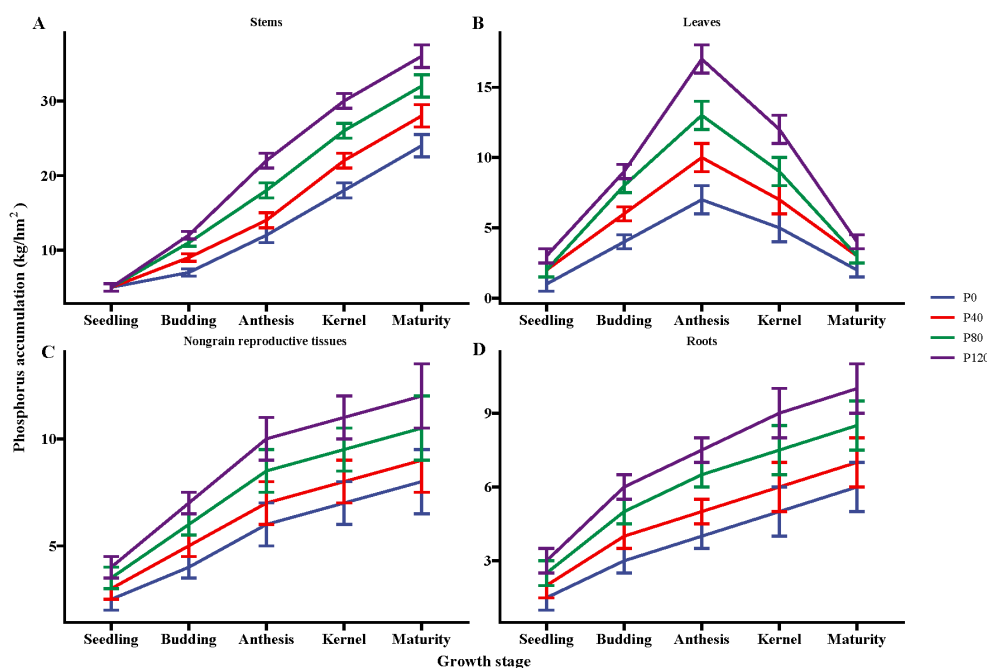 A
Stems
30
20
10
Seedling Budding Anthesis Kernel Maturity
B
Leaves
15
10
5
0
Seedling Budding Anthesis Kernel Maturity
C
Nongrain reproductive tissues
10
5
Seedling Budding Anthesis Kernel Maturity
D
Roots
9
6
3
Seedling Budding Anthesis Kernel Maturity
Phosphorus accumulation (kg/hm²)
Growth stage
P0
P40
P80
P120